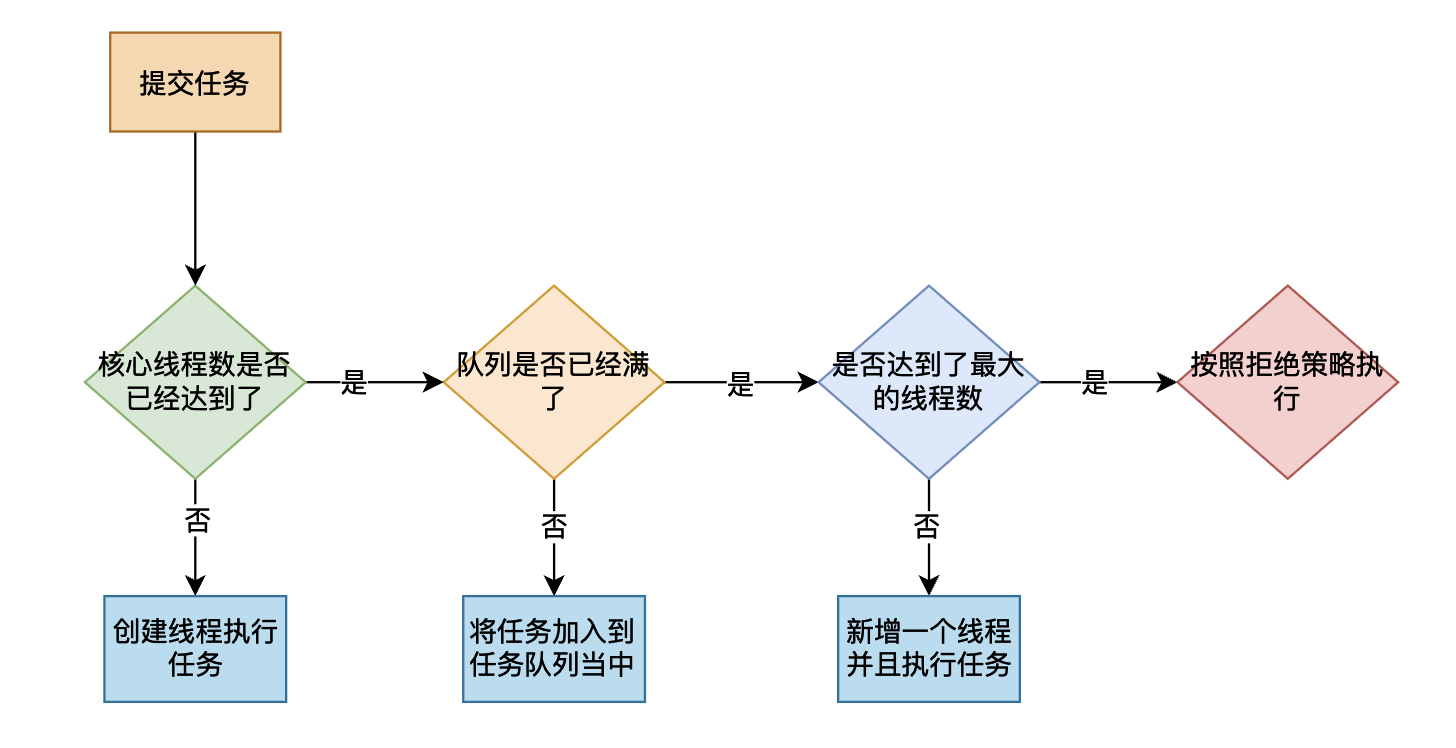 提交任务
核心线程数是否
已经达到了
是
队列是否已经满
了
是
是否达到了最大
的线程数
是
按照拒绝策略执
行
否
否
否
创建线程执行
任务
将任务加入到
任务队列当中
新增一个线程
并且执行任务